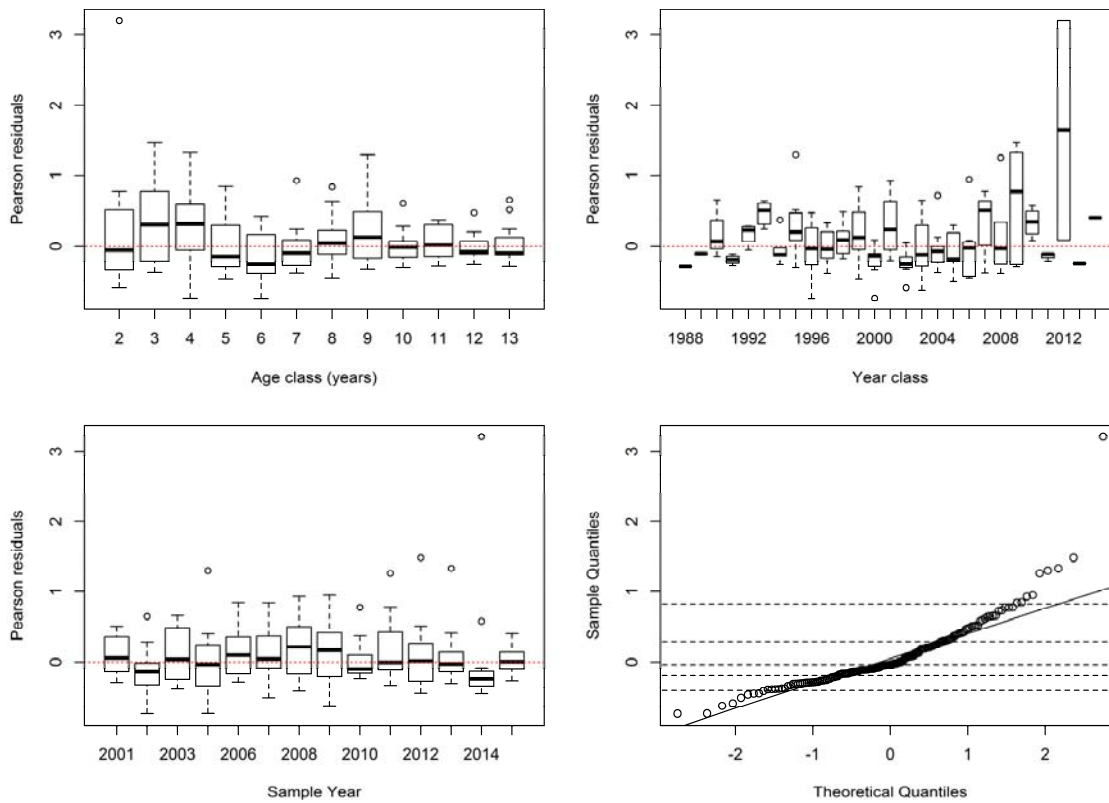 3
2
1
0
Pearson residuals
2 3 4 5 6 7 8 9 10 11 12 13
Age class (years)
3
2
1
0
Pearson residuals
1988 1992 1996 2000 2004 2008 2012
Year class
3
2
1
0
Pearson residuals
2001 2003 2006 2008 2010 2012 2014
Sample Year
3
2
1
0
Sample Quantiles
-2 -1 0 1 2
Theoretical Quantiles